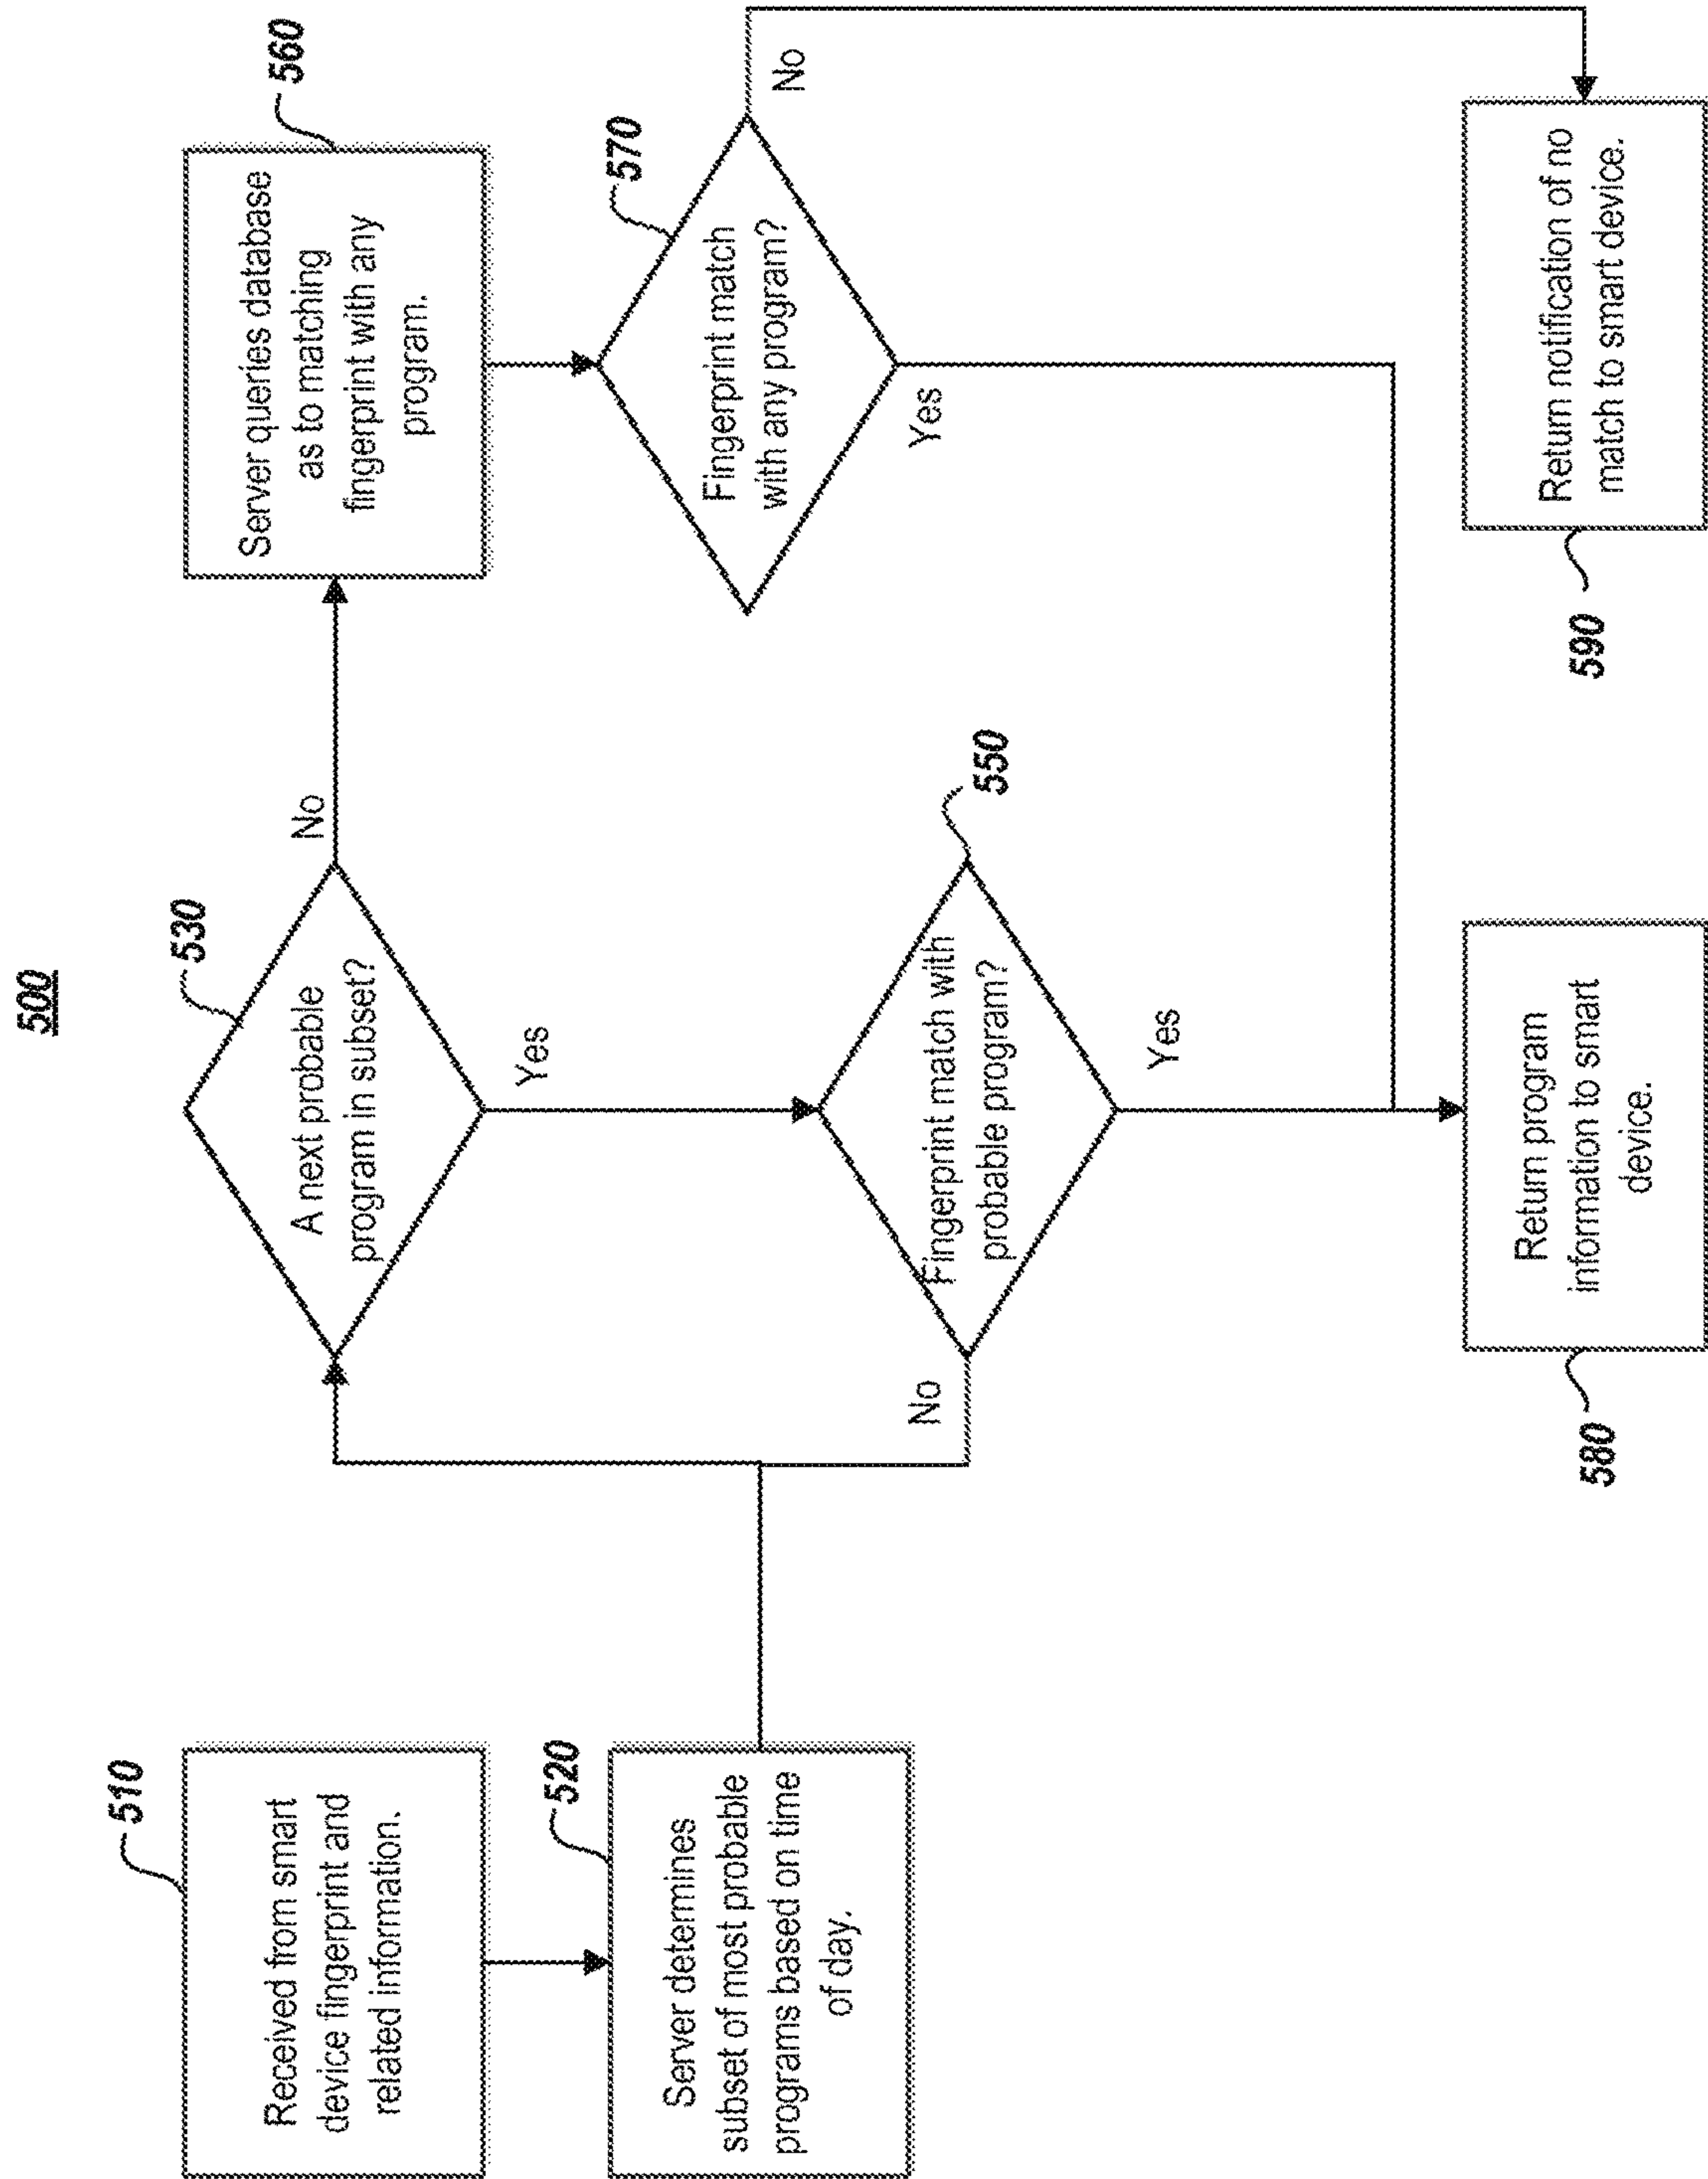 500
510
Received from smart
device fingerprint and
related information.
520
Server determines
subset of most probable
programs based on time
of day.
530
A next probable
program in subset?
No
Yes
550
Fingerprint match with
probable program?
No
Yes
560
Server queries database
as to matching
fingerprint with any
program.
570
Fingerprint match
with any program?
No
Yes
580
Return program
information to smart
device.
590
Return notification of no
match to smart device.